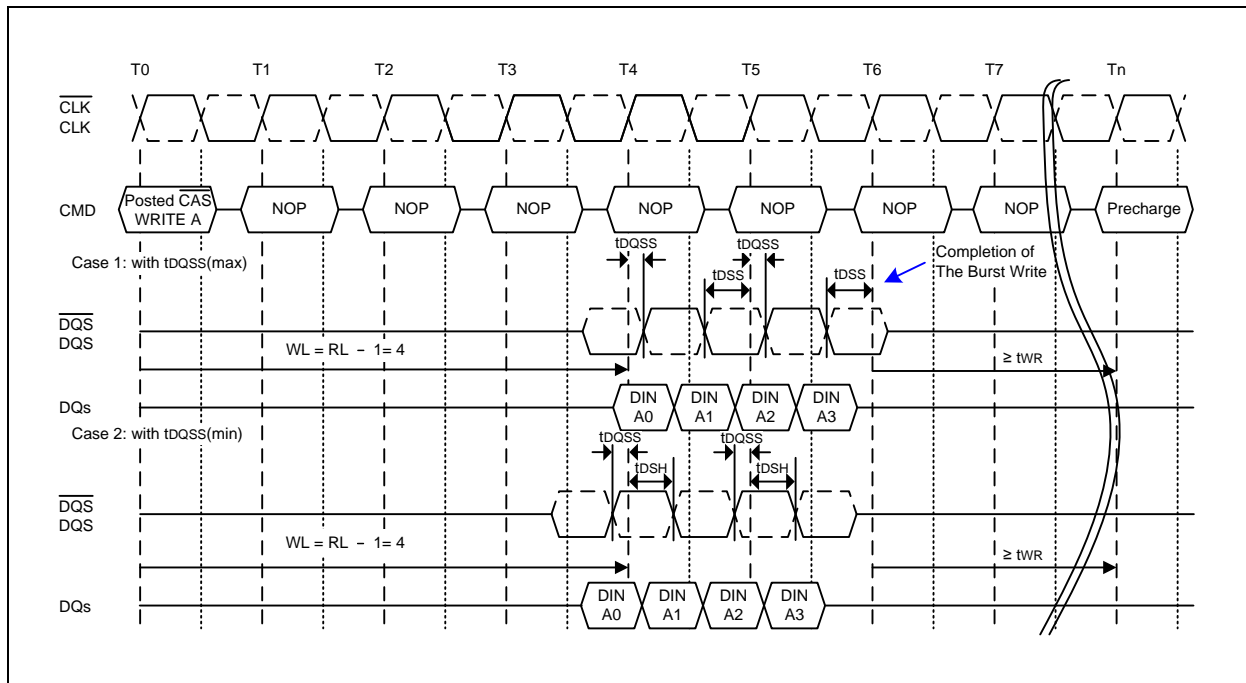 T0 T1 T2 T3 T4 T5 T6 T7 Tn
CLK
CLK
CMD
Posted CAS
WRITE A
NOP NOP NOP NOP NOP NOP NOP Precharge
Case 1: with tDQSS(max)
tDQSS tDQSS
tDSS tDSS
Completion of
The Burst Write
DQS
DQS
WL = RL – 1= 4
≥ tWR
DQs
DIN
A0
DIN
A1
DIN
A2
DIN
A3
Case 2: with tDQSS(min)
tDQSS tDQSS
tDSH tDSH
DQS
DQS
WL = RL – 1= 4
≥ tWR
DQs
DIN
A0
DIN
A1
DIN
A2
DIN
A3